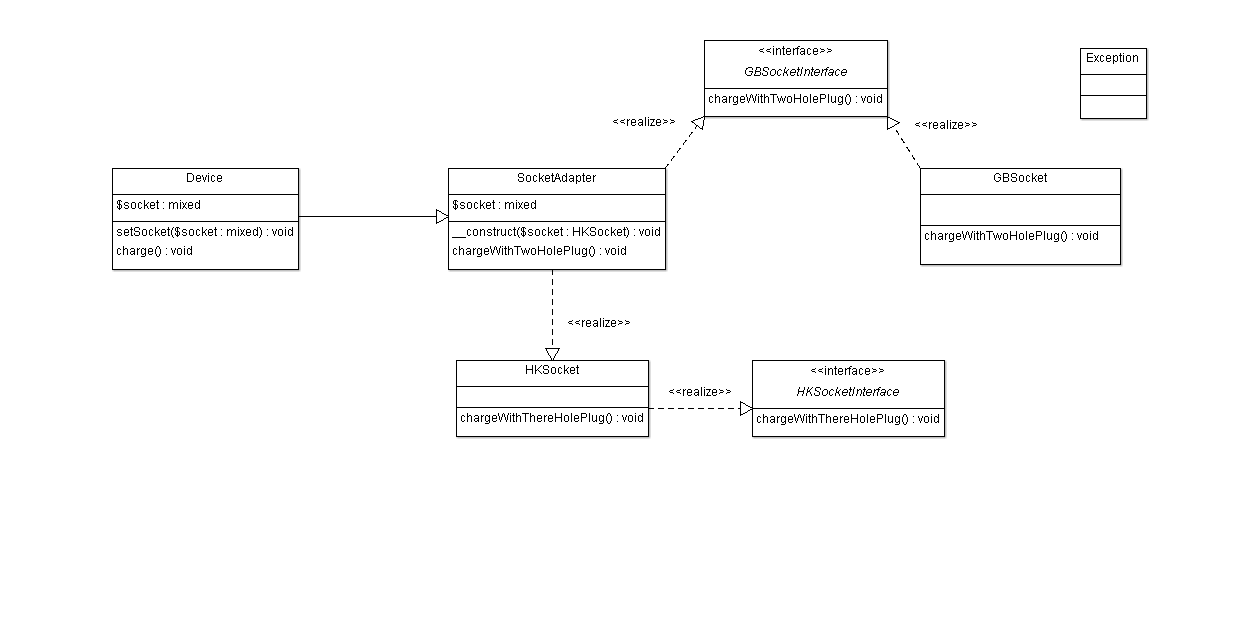 <<interface>>
GBSocketInterface
chargeWithTwoHolePlug() : void
Exception
<<realize>>
<<realize>>
Device
$socket : mixed
setSocket($socket : mixed) : void
charge() : void
SocketAdapter
$socket : mixed
__construct($socket : HKSocket) : void
chargeWithTwoHolePlug() : void
GBSocket
chargeWithTwoHolePlug() : void
<<realize>>
HKSocket
chargeWithThereHolePlug() : void
<<realize>>
<<interface>>
HKSocketInterface
chargeWithThereHolePlug() : void